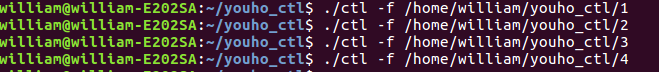 william@william-E202SA:~/youho_ctl$ ./ctl -f /home/william/youho_ctl/1
william@william-E202SA:~/youho_ctl$ ./ctl -f /home/william/youho_ctl/2
william@william-E202SA:~/youho_ctl$ ./ctl -f /home/william/youho_ctl/3
william@william-E202SA:~/youho_ctl$ ./ctl -f /home/william/youho_ctl/4